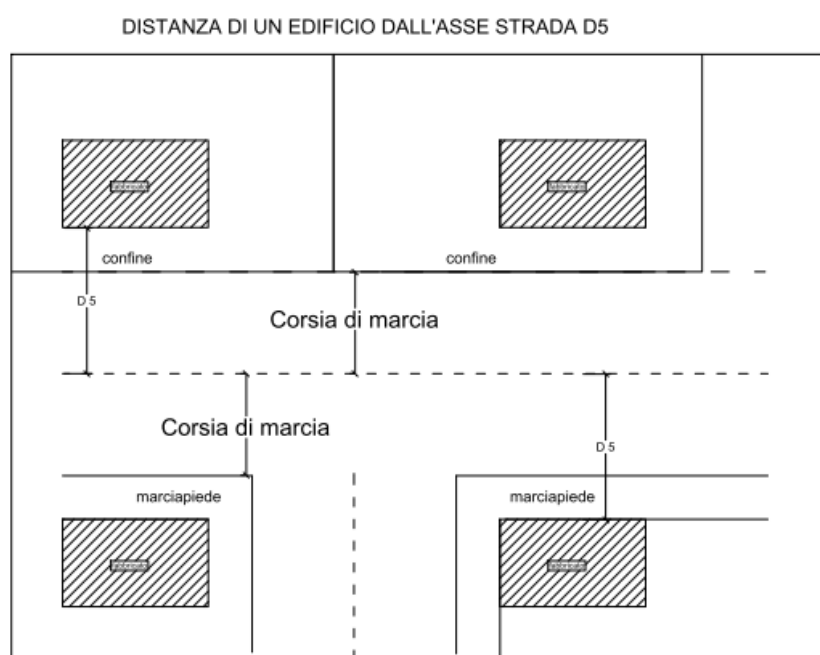 DISTANZA DI UN EDIFICIO DALL'ASSE STRADA D5
confine
confine
D 5
Corsia di marcia
Corsia di marcia
D 5
marciapiede
marciapiede